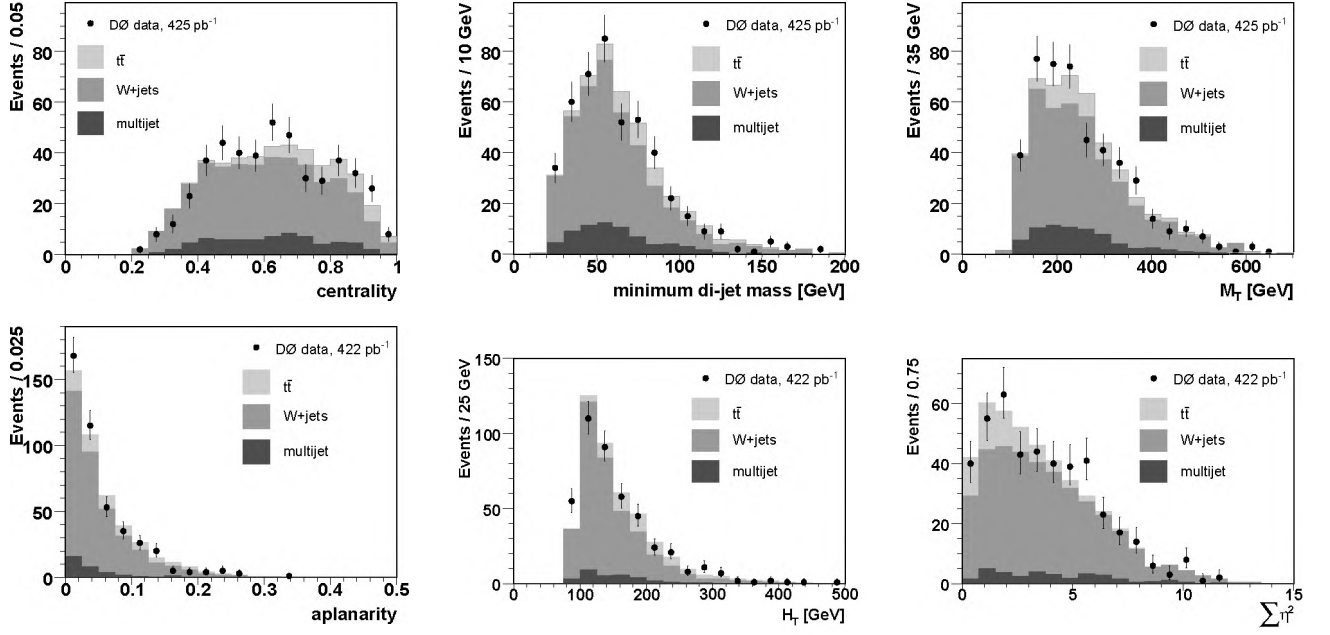 Events / 0.05
80
60
40
20
0
DØ data, 425 pb⁻¹
tt̄
W+jets
multijet
0 0.2 0.4 0.6 0.8 1
centrality
Events / 10 GeV
80
60
40
20
0
DØ data, 425 pb⁻¹
tt̄
W+jets
multijet
0 50 100 150 200
minimum di-jet mass [GeV]
Events / 35 GeV
80
60
40
20
0
DØ data, 425 pb⁻¹
tt̄
W+jets
multijet
0 200 400 600
M_T [GeV]
Events / 0.025
150
100
50
0
DØ data, 422 pb⁻¹
tt̄
W+jets
multijet
0 0.1 0.2 0.3 0.4 0.5
aplanarity
Events / 25 GeV
150
100
50
0
DØ data, 422 pb⁻¹
tt̄
W+jets
multijet
0 100 200 300 400 500
H_T [GeV]
Events / 0.75
60
40
20
0
DØ data, 422 pb⁻¹
tt̄
W+jets
multijet
0 5 10 15
∑η²